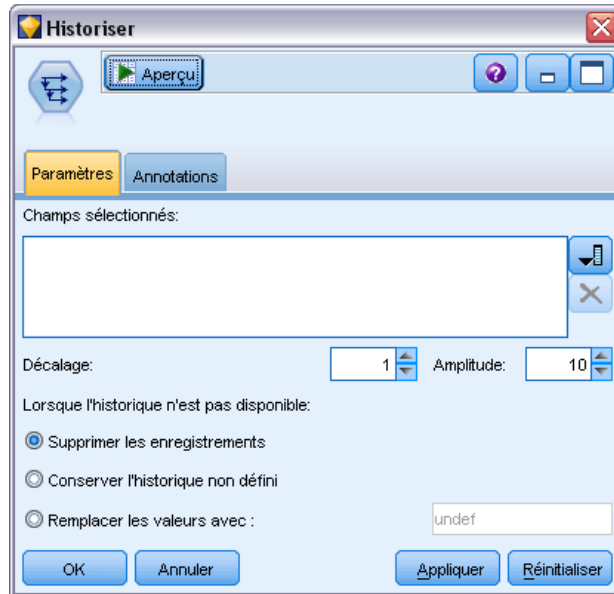 Historiser
Aperçu
?
Paramètres Annotations
Champs sélectionnés:
Décalage: 1 Amplitude: 10
Lorsque l'historique n'est pas disponible:
Supprimer les enregistrements
Conserver l'historique non défini
Remplacer les valeurs avec : undef
OK Annuler Appliquer Réinitialiser